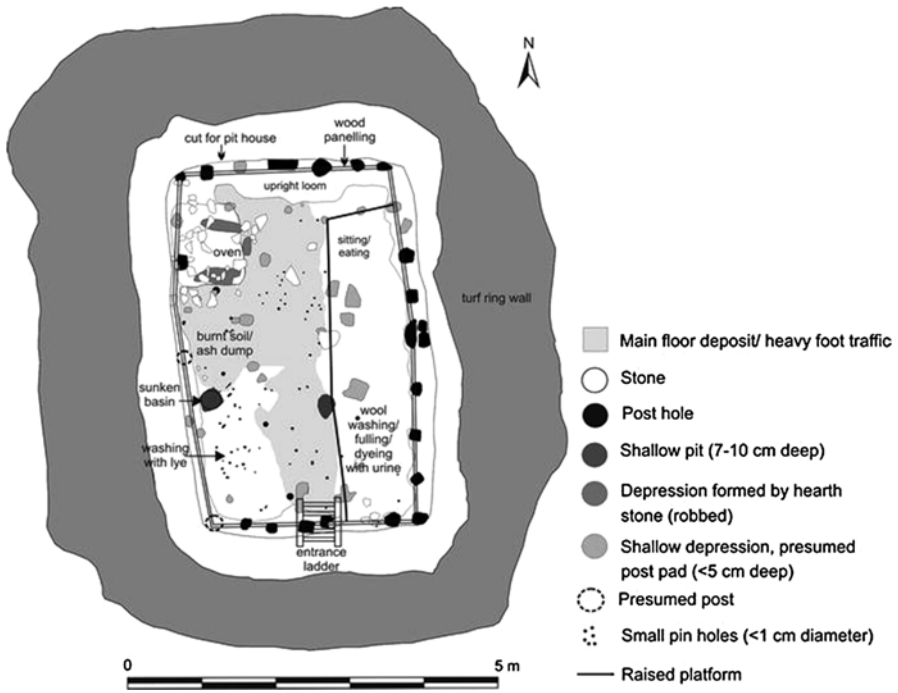 N
cut for pit house
wood
panelling
upright loom
oven
sitting/
eating
turf ring wall
burnt soil/
ash dump
sunken
basin
washing
with lye
wool
washing/
fulling/
dyeing
with urine
entrance
ladder
Main floor deposit/ heavy foot traffic
Stone
Post hole
Shallow pit (7-10 cm deep)
Depression formed by hearth
stone (robbed)
Shallow depression, presumed
post pad (<5 cm deep)
Presumed post
Small pin holes (<1 cm diameter)
Raised platform
0
5 m